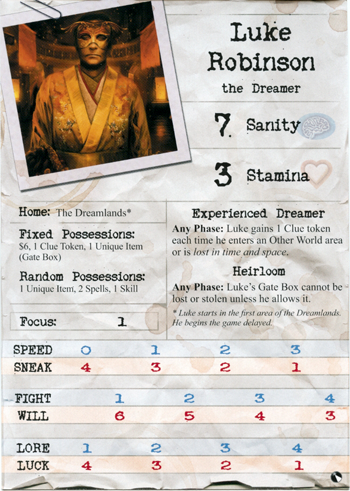 Luke
Robinson
the Dreamer
7 Sanity
3 Stamina
Home: The Dreamlands*
Fixed Possessions:
$6, 1 Clue Token, 1 Unique Item
(Gate Box)
Random Possessions:
1 Unique Item, 2 Spells, 1 Skill
Focus: 1
Experienced Dreamer
Any Phase: Luke gains 1 Clue token
each time he enters an Other World area
or is lost in time and space.
Heirloom
Any Phase: Luke's Gate Box cannot be
lost or stolen unless he allows it.
* Luke starts in the first area of the Dreamlands.
He begins the game delayed.
SPEED 0 1 2 3
SNEAK 4 3 2 1
FIGHT 1 2 3 4
WILL 6 5 4 3
LORE 1 2 3 4
LUCK 4 3 2 1